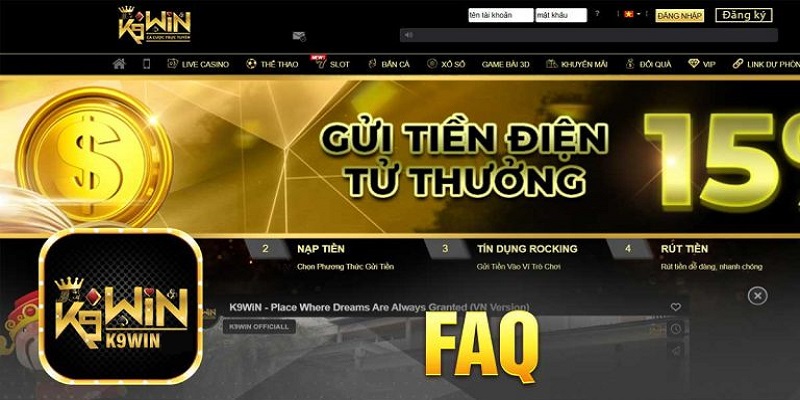 K9WiN
CÁ CƯỢC TRỰC TUYẾN
tên tài khoản
mật khẩu
?
ĐĂNG NHẬP
Đăng ký
LIVE CASINO
THỂ THAO
NEW!
SLOT
BẮN CÁ
XỔ SỐ
GAME BÀI 3D
KHUYẾN MÃI
ĐỔI QUÀ
VIP
LINK DỰ PHÒN
$
GỬI TIỀN ĐIỆN
TỬ THƯỞNG
15%
2
NẠP TIỀN
Chọn Phương Thức Gửi Tiền
3
TÍN DỤNG ROCKING
Gửi Tiền Vào Ví Trò Chơi
4
RÚT TIỀN
Rút tiền dễ dàng, nhanh chóng
K9WiN
K9WIN
K9WiN - Place Where Dreams Are Always Granted (VN Version)
K9WIN OFFICIALL
FAQ